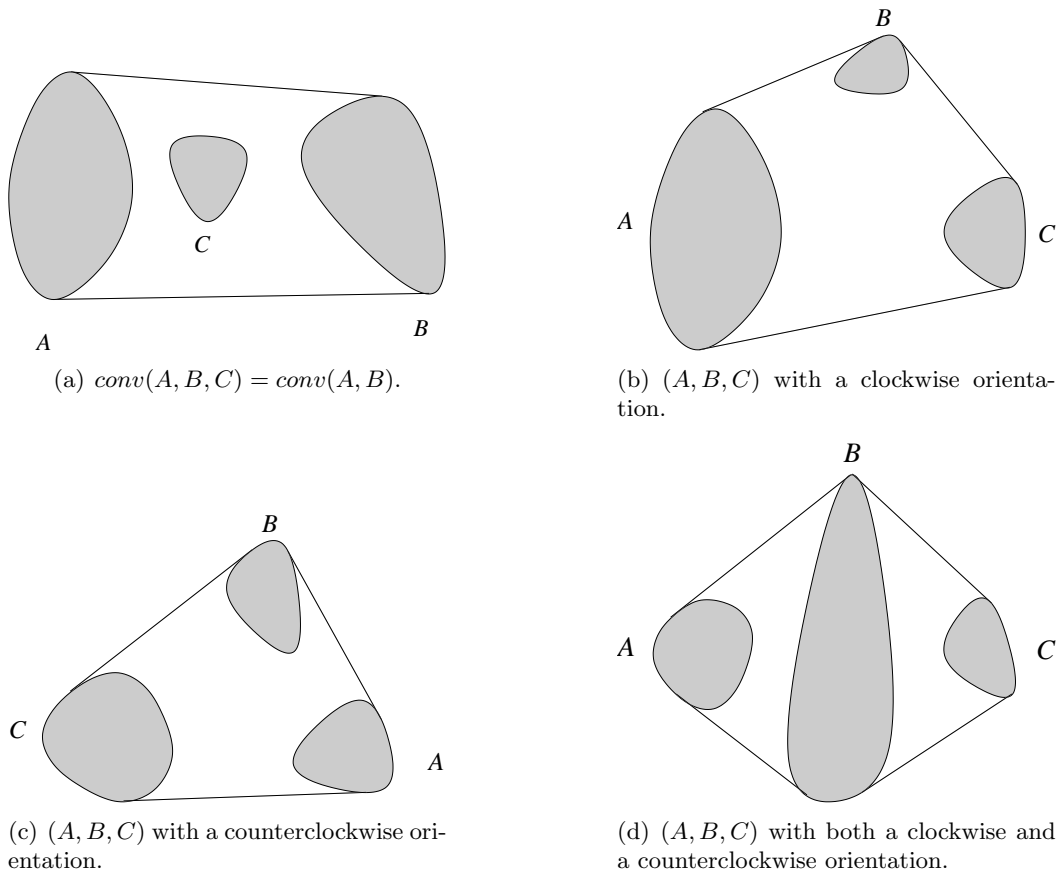 B
C
A
B
A
C
(a) conv(A, B, C) = conv(A, B).
(b) (A, B, C) with a clockwise orienta-
tion.
B
C
A
B
A
C
(c) (A, B, C) with a counterclockwise ori-
entation.
(d) (A, B, C) with both a clockwise and
a counterclockwise orientation.